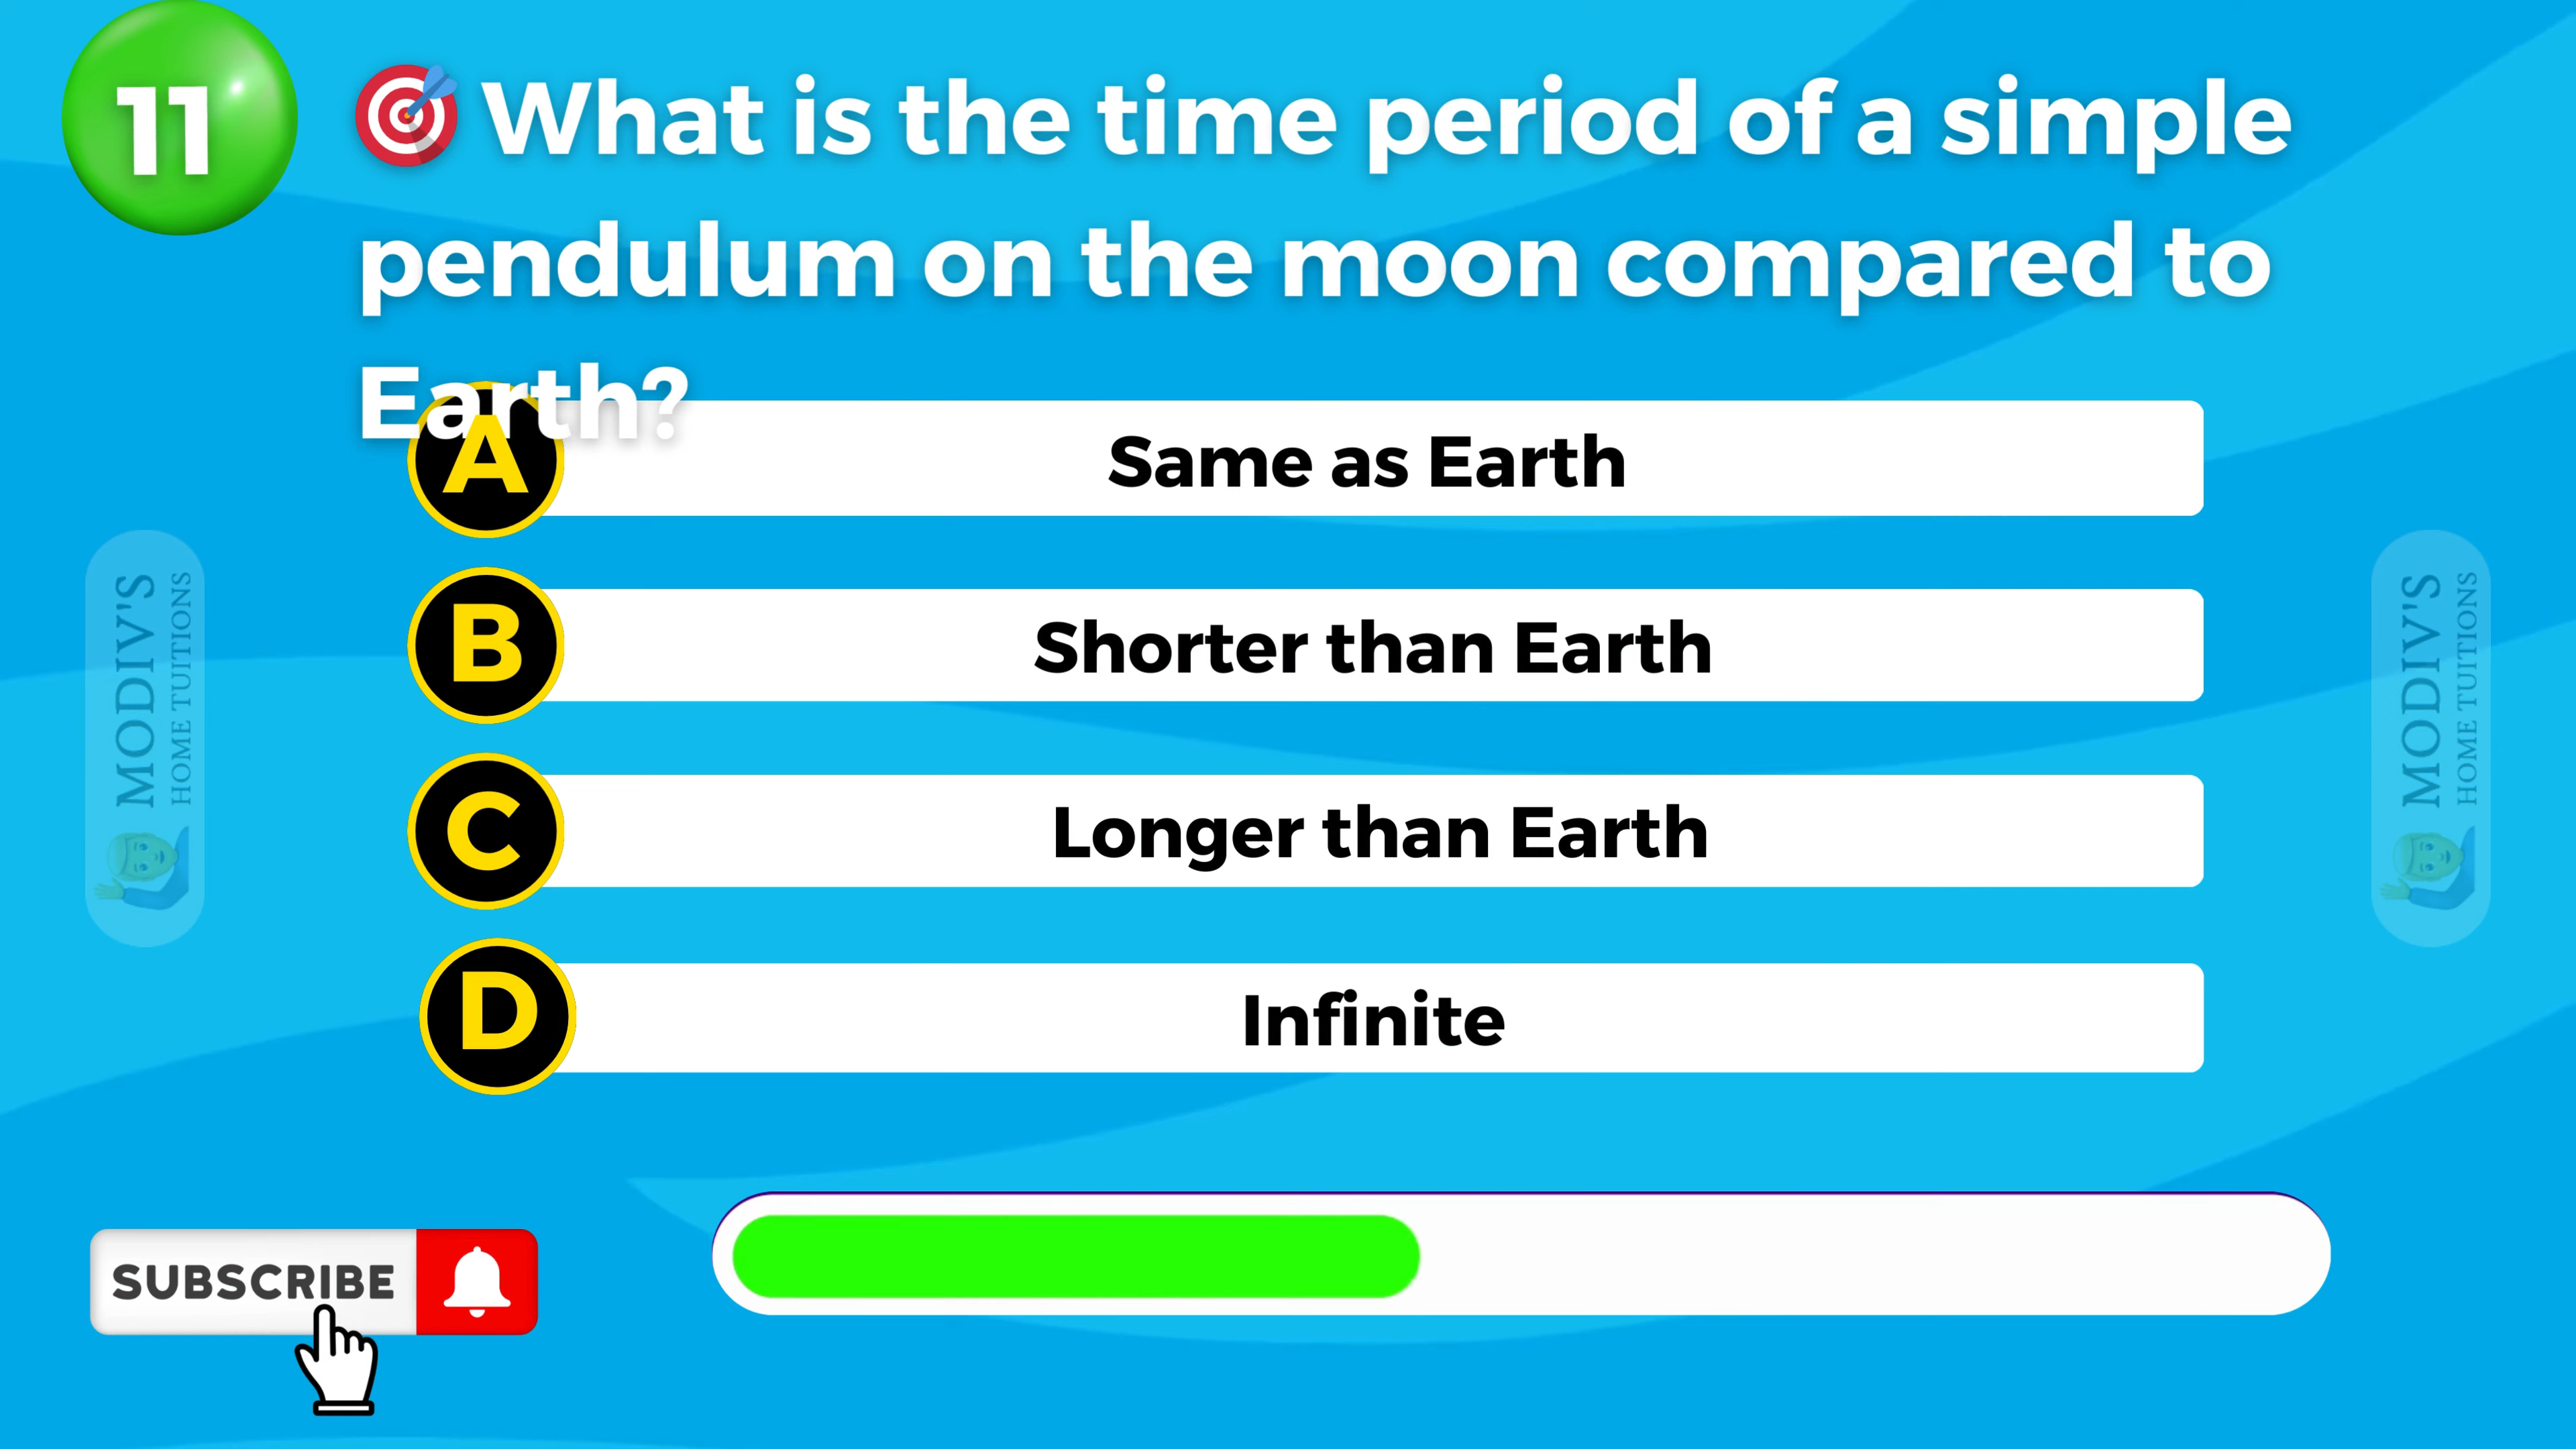 11
🎯 What is the time period of a simple
pendulum on the moon compared to
Earth?
A
Same as Earth
B
Shorter than Earth
C
Longer than Earth
D
Infinite
MODIV'S
HOME TUITIONS
MODIV'S
HOME TUITIONS
SUBSCRIBE